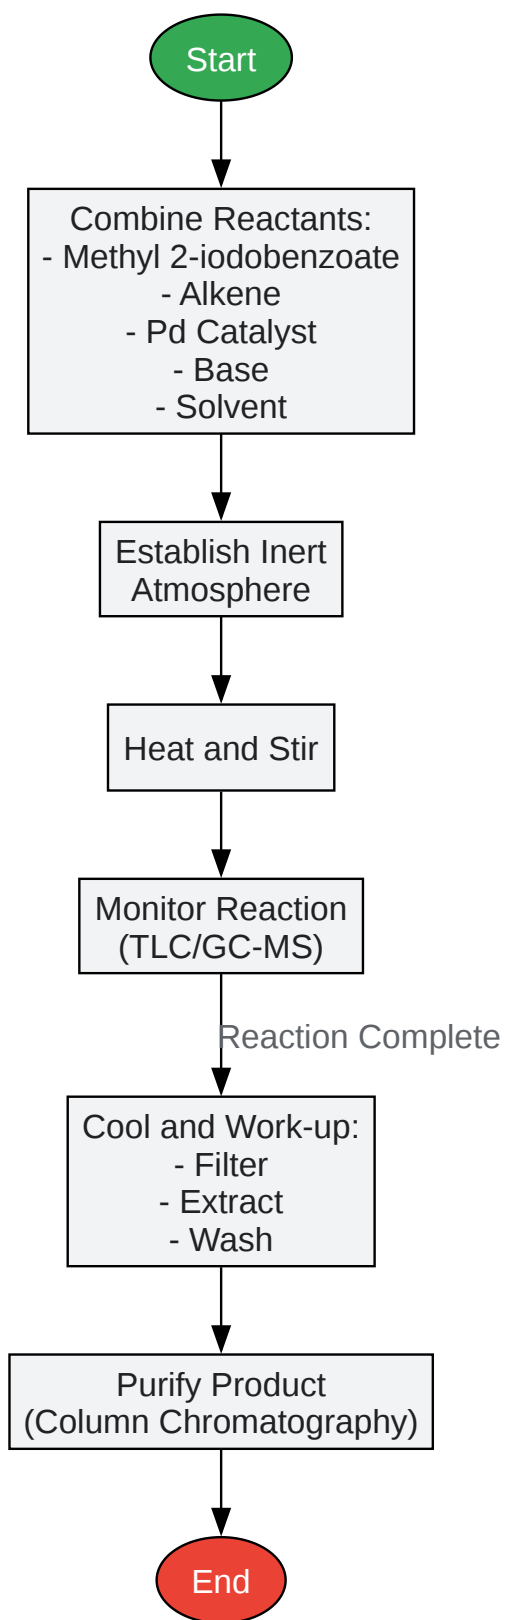 Start
Combine Reactants:
- Methyl 2-iodobenzoate
- Alkene
- Pd Catalyst
- Base
- Solvent
Establish Inert
Atmosphere
Heat and Stir
Monitor Reaction
(TLC/GC-MS)
Reaction Complete
Cool and Work-up:
- Filter
- Extract
- Wash
Purify Product
(Column Chromatography)
End